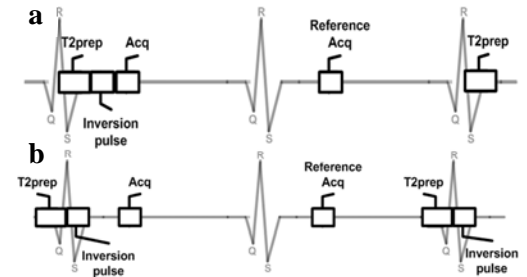 a
R
R
R
T2prep
Acq
Reference
Acq
T2prep
Q
S
Q
S
Q
S
Inversion
pulse
b
R
R
R
T2prep
Acq
Reference
Acq
T2prep
Q
S
Q
S
Q
S
Inversion
pulse
Inversion
pulse